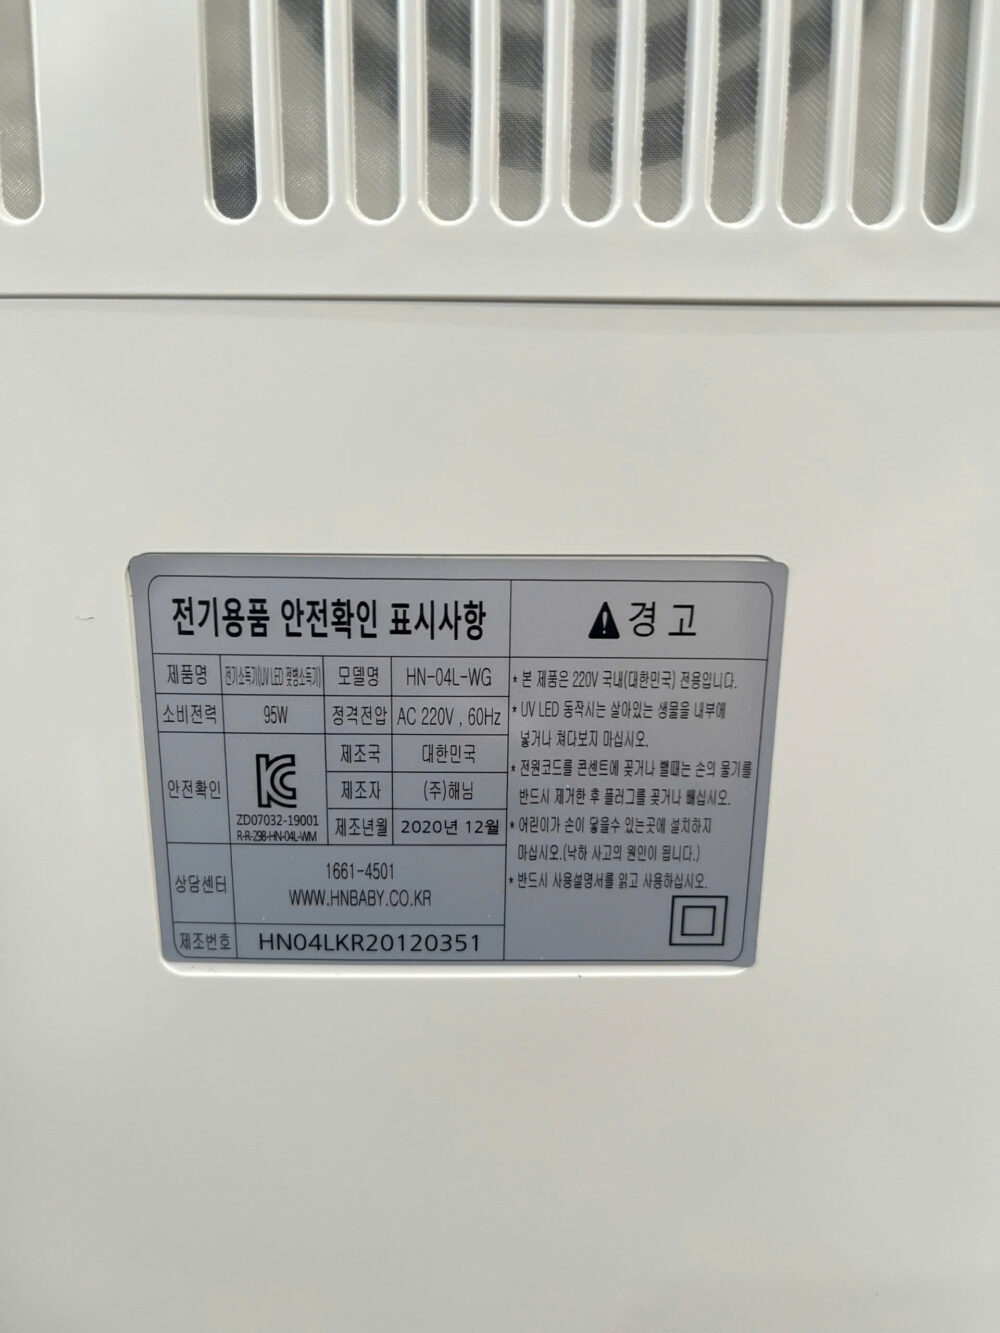 전기용품 안전확인 표시사항
제품명 전기소독기(UV LED 젖병소독기) 모델명 HN-04L-WG
소비전력 95W 정격전압 AC 220V , 60Hz
안전확인
ZD07032-19001
R-R-Z98-HN-04L-WM
제조국 대한민국
제조자 (주)해님
제조년월 2020년 12월
상담센터
1661-4501
WWW.HNBABY.CO.KR
제조번호 HN04LKR20120351
경고
* 본 제품은 220V 국내(대한민국) 전용입니다.
* UV LED 동작시는 살아있는 생물을 내부에
넣거나 쳐다보지 마십시오.
* 전원코드를 콘센트에 꽂거나 뺄때는 손의 물기를
반드시 제거한 후 플러그를 꽂거나 빼십시오.
* 어린이가 손이 닿을수 있는곳에 설치하지
마십시오.(낙하 사고의 원인이 됩니다.)
* 반드시 사용설명서를 읽고 사용하십시오.